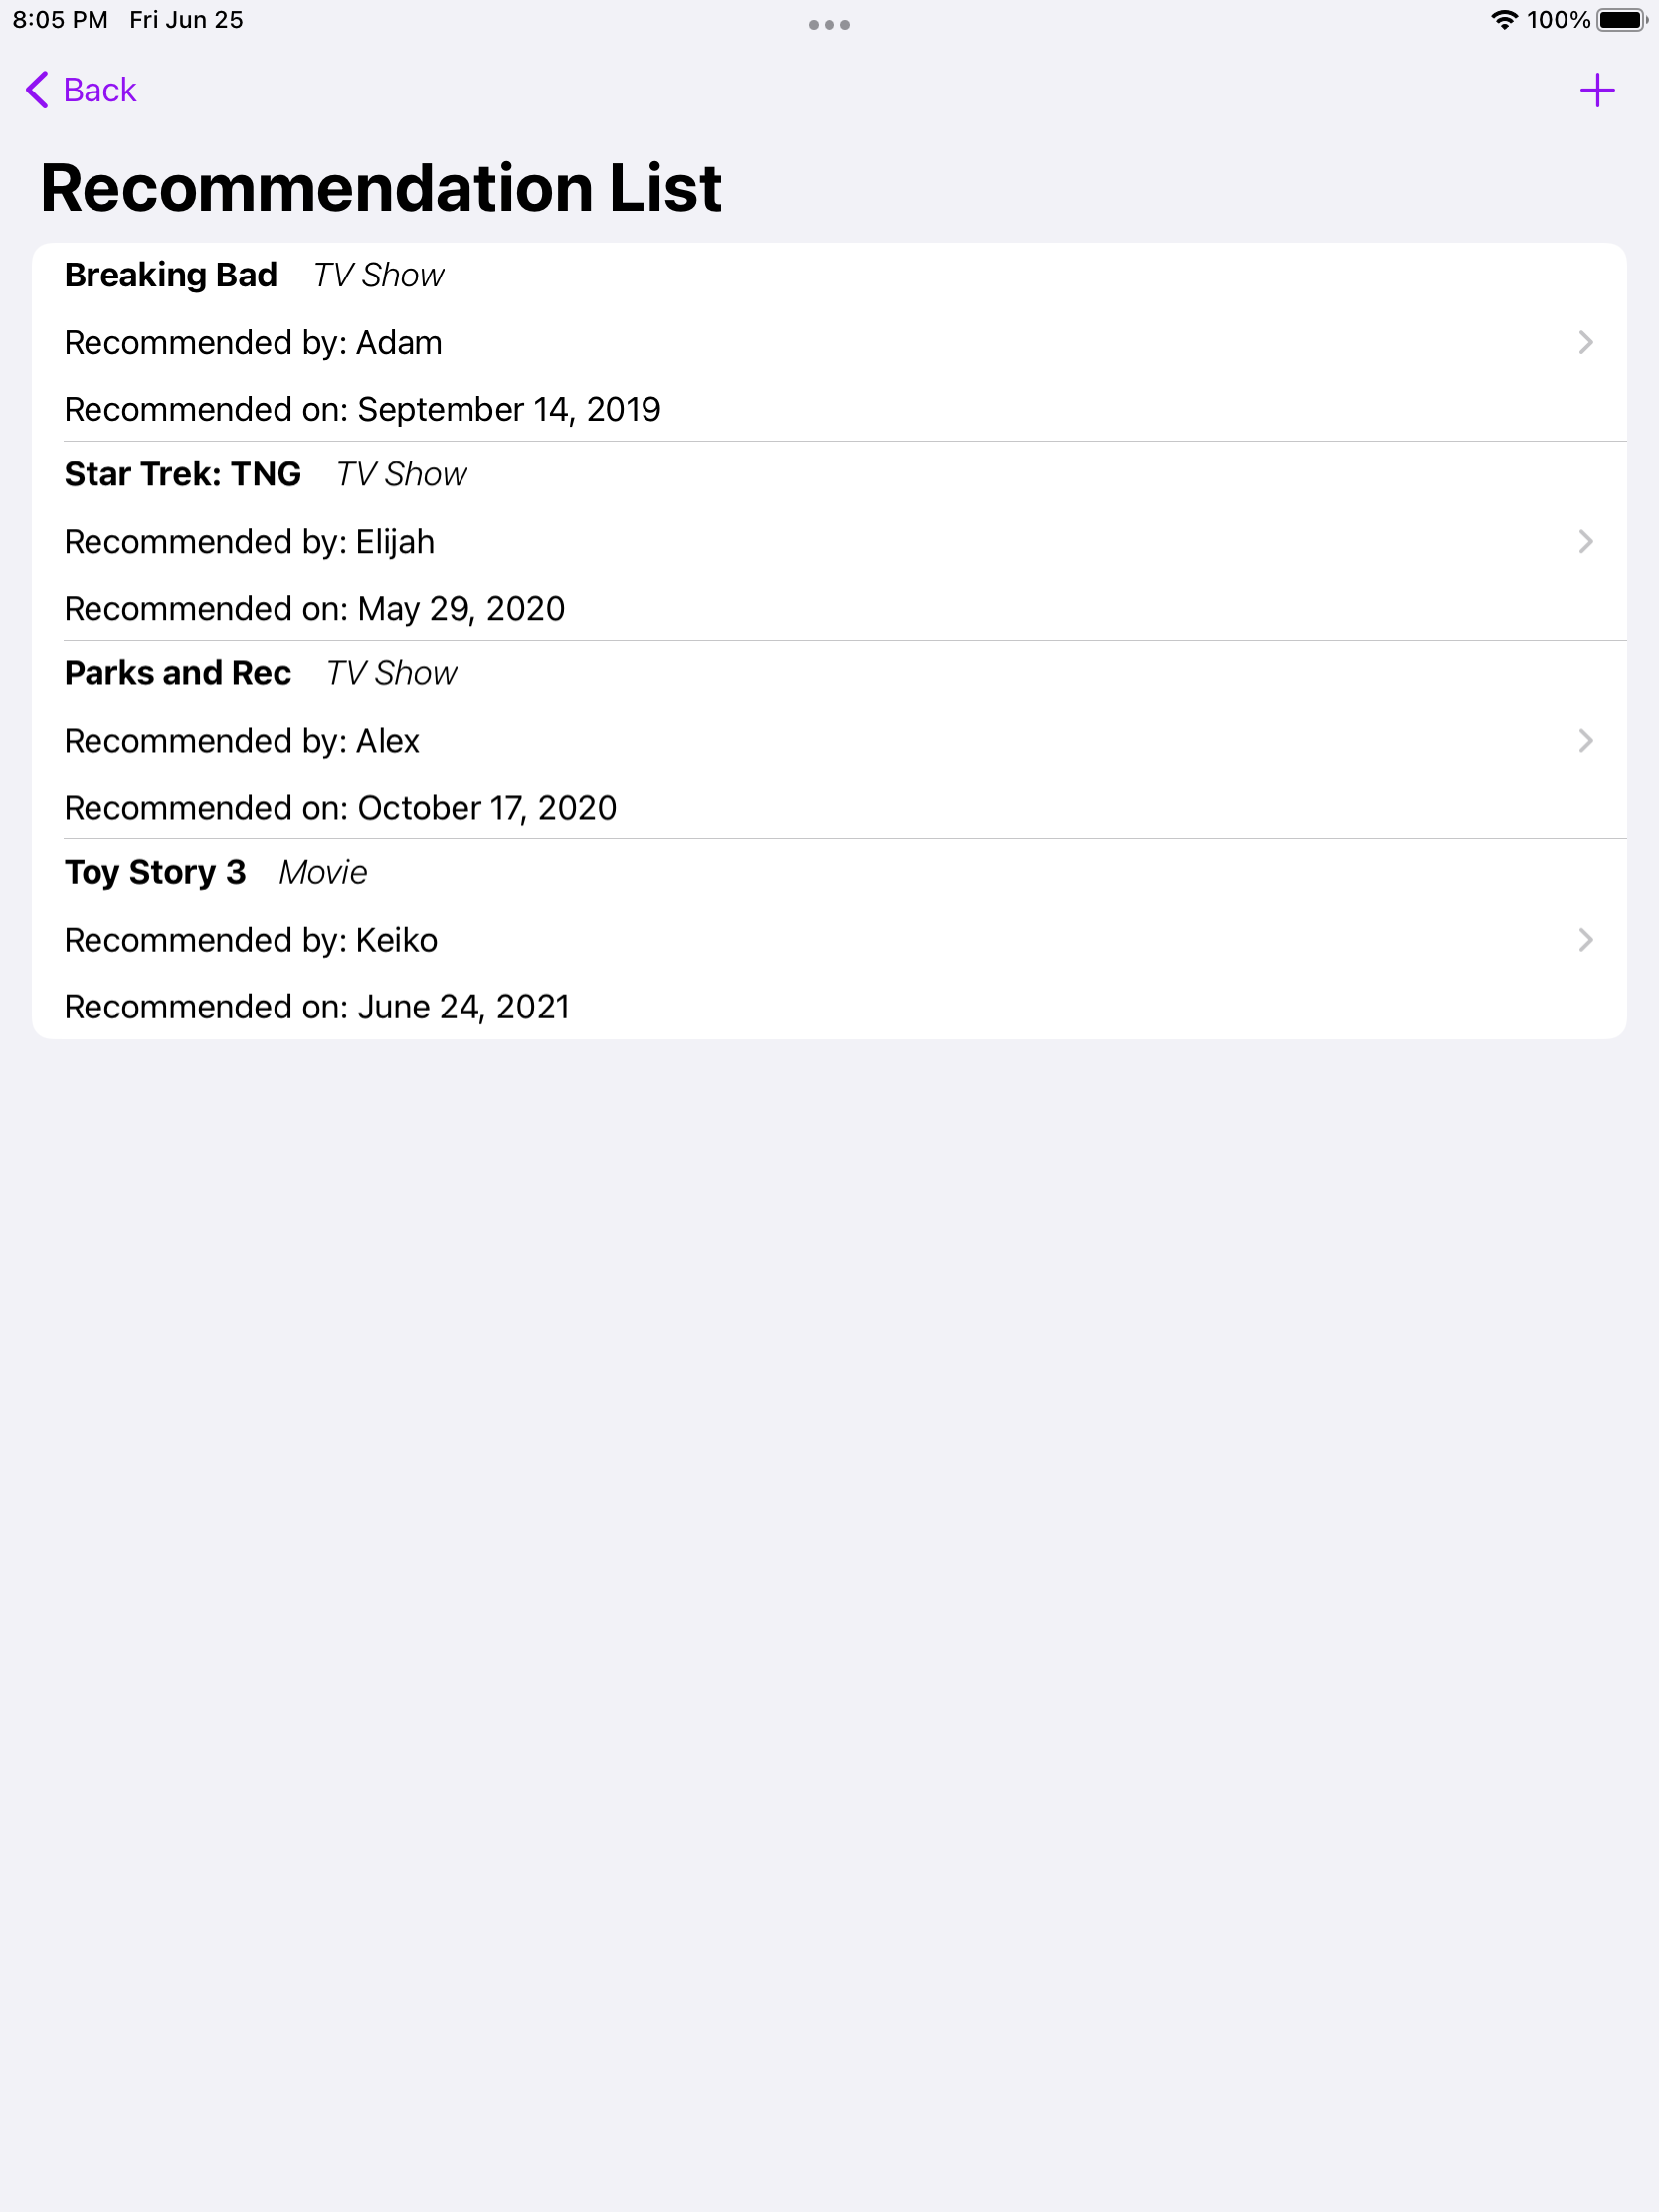 8:05 PM Fri Jun 25 100%
Back
Recommendation List
Breaking Bad TV Show
Recommended by: Adam
Recommended on: September 14, 2019
Star Trek: TNG TV Show
Recommended by: Elijah
Recommended on: May 29, 2020
Parks and Rec TV Show
Recommended by: Alex
Recommended on: October 17, 2020
Toy Story 3 Movie
Recommended by: Keiko
Recommended on: June 24, 2021